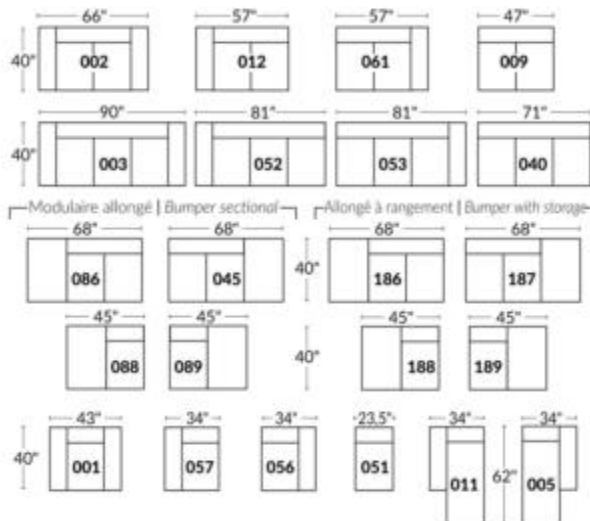 66" 57" 57" 47"
40" 002 012 061 009
90" 81" 81" 71"
40" 003 052 053 040
Modulaire allongé | Bumper sectional Allongé à rangement | Bumper with storage
68" 68" 68" 68"
086 045 40" 186 187
45" 45" 45" 45"
088 089 40" 188 189
43" 34" 34" 23.5" 34" 34"
40" 001 057 056 051 011 62" 005